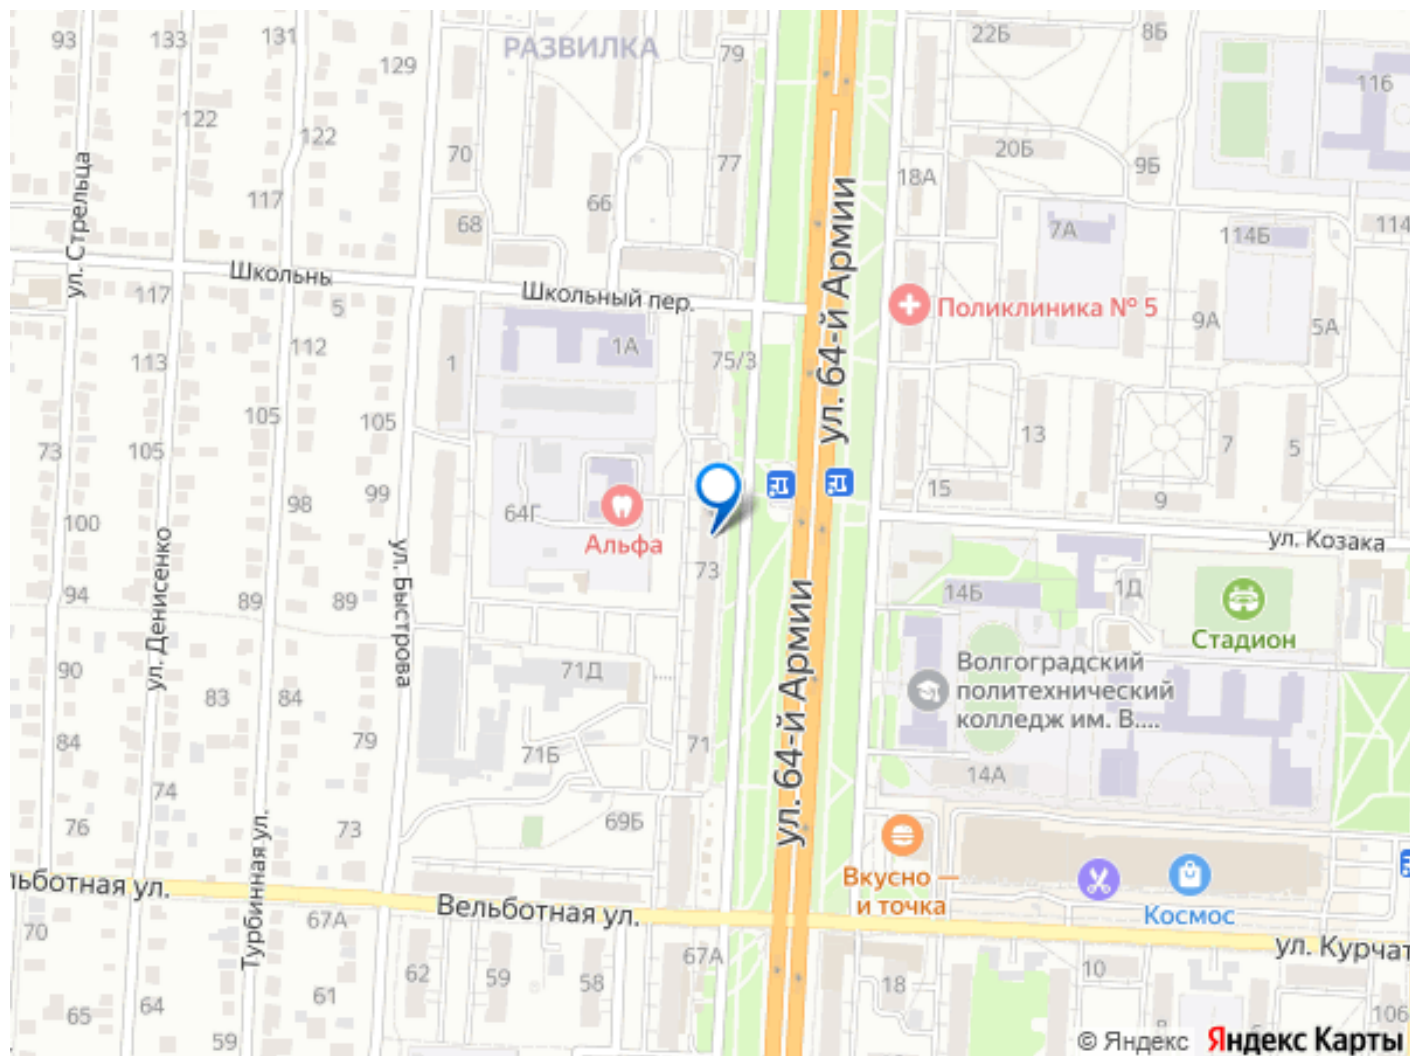 93
133
131
129
РАЗВИЛКА
79
22Б
8Б
116
122
122
70
77
20Б
9Б
18А
ул. Стрельца
117
66
68
7А
114Б
114
Школьны
Школьный пер.
ул. 64-й Армии
117
5
Поликлиника № 5
9А
5А
113
112
1
1А
75/3
105
105
105
73
13
7
5
98
99
64Г
15
9
100
Альфа
73
ул. Козака
ул. Денисенко
ул. Быстрова
94
89
89
14Б
1Д
Стадион
90
83
84
71Д
ул. 64-й Армии
Волгоградский
политехнический
колледж им. В....
84
79
71Б
71
14А
74
76
73
69Б
Турбинная ул.
Вкусно —
и точка
Космос
льботная ул.
Вельботная ул.
ул. Курчат
70
67А
67А
62
59
58
18
10
65
64
61
59
8
106
© Яндекс Яндекс Карты